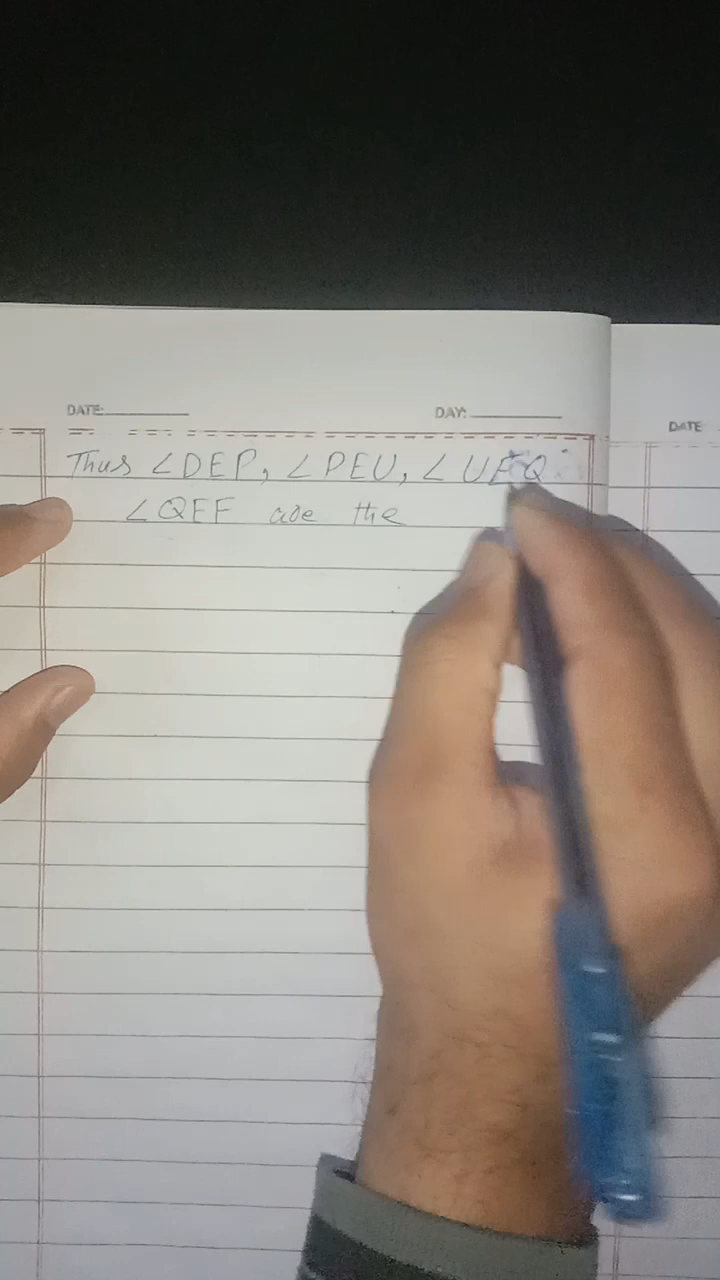 DATE: DAY:
DATE
Thus ∠DEP, ∠PEU, ∠UEQ
∠QEF are the